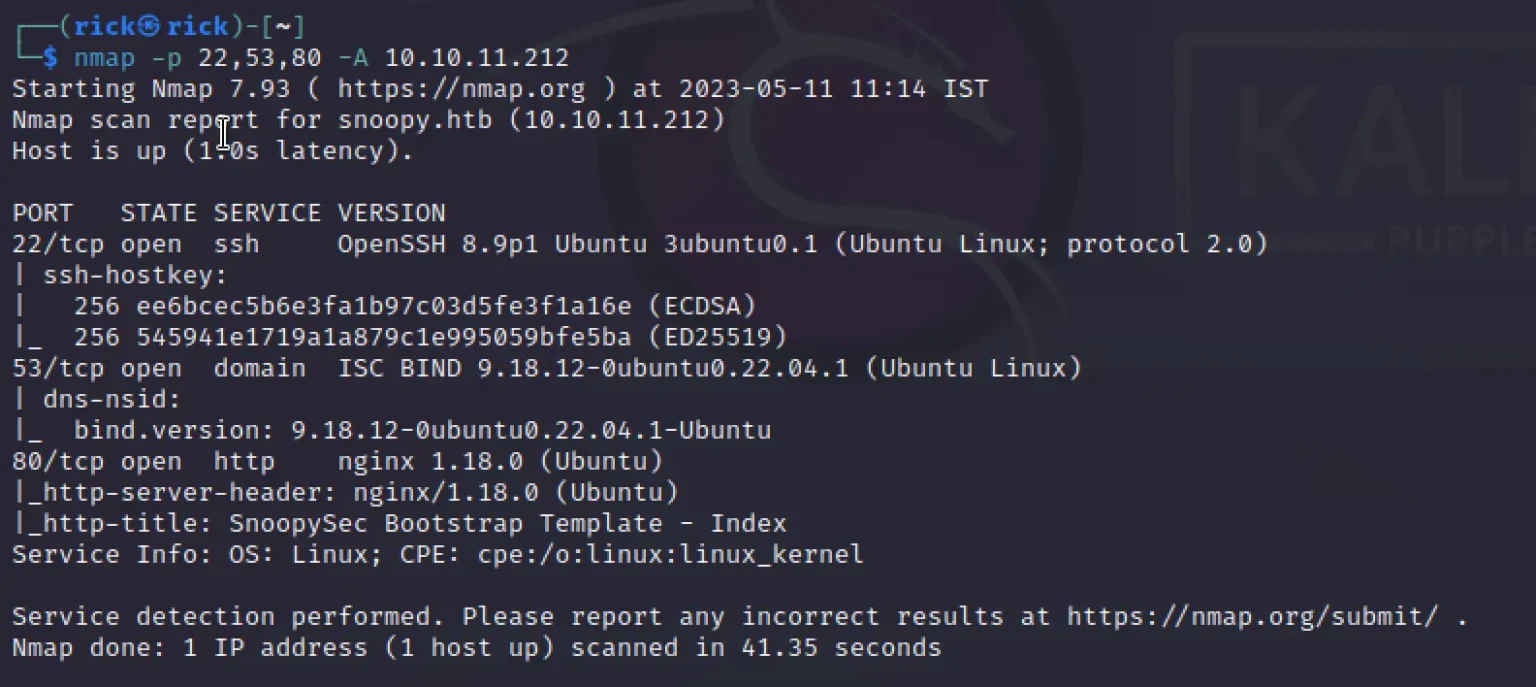 ┌──(rick㉿rick)-[~]
└─$ nmap -p 22,53,80 -A 10.10.11.212
Starting Nmap 7.93 ( https://nmap.org ) at 2023-05-11 11:14 IST
Nmap scan report for snoopy.htb (10.10.11.212)
Host is up (1.0s latency).

PORT   STATE SERVICE VERSION
22/tcp open  ssh     OpenSSH 8.9p1 Ubuntu 3ubuntu0.1 (Ubuntu Linux; protocol 2.0)
| ssh-hostkey:
|   256 ee6bcec5b6e3fa1b97c03d5fe3f1a16e (ECDSA)
|_  256 545941e1719a1a879c1e995059bfe5ba (ED25519)
53/tcp open  domain  ISC BIND 9.18.12-0ubuntu0.22.04.1 (Ubuntu Linux)
| dns-nsid:
|_  bind.version: 9.18.12-0ubuntu0.22.04.1-Ubuntu
80/tcp open  http    nginx 1.18.0 (Ubuntu)
|_http-server-header: nginx/1.18.0 (Ubuntu)
|_http-title: SnoopySec Bootstrap Template - Index
Service Info: OS: Linux; CPE: cpe:/o:linux:linux_kernel

Service detection performed. Please report any incorrect results at https://nmap.org/submit/ .
Nmap done: 1 IP address (1 host up) scanned in 41.35 seconds
KALI
PURPLE